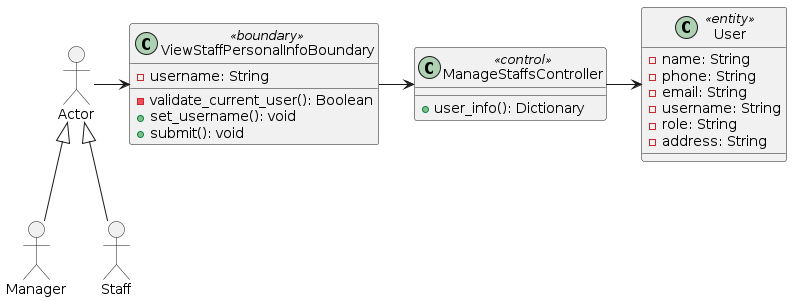 Actor
Manager
Staff
C
«boundary»
ViewStaffPersonalInfoBoundary
username: String
validate_current_user(): Boolean
set_username(): void
submit(): void
C
«control»
ManageStaffsController
user_info(): Dictionary
C
«entity»
User
name: String
phone: String
email: String
username: String
role: String
address: String